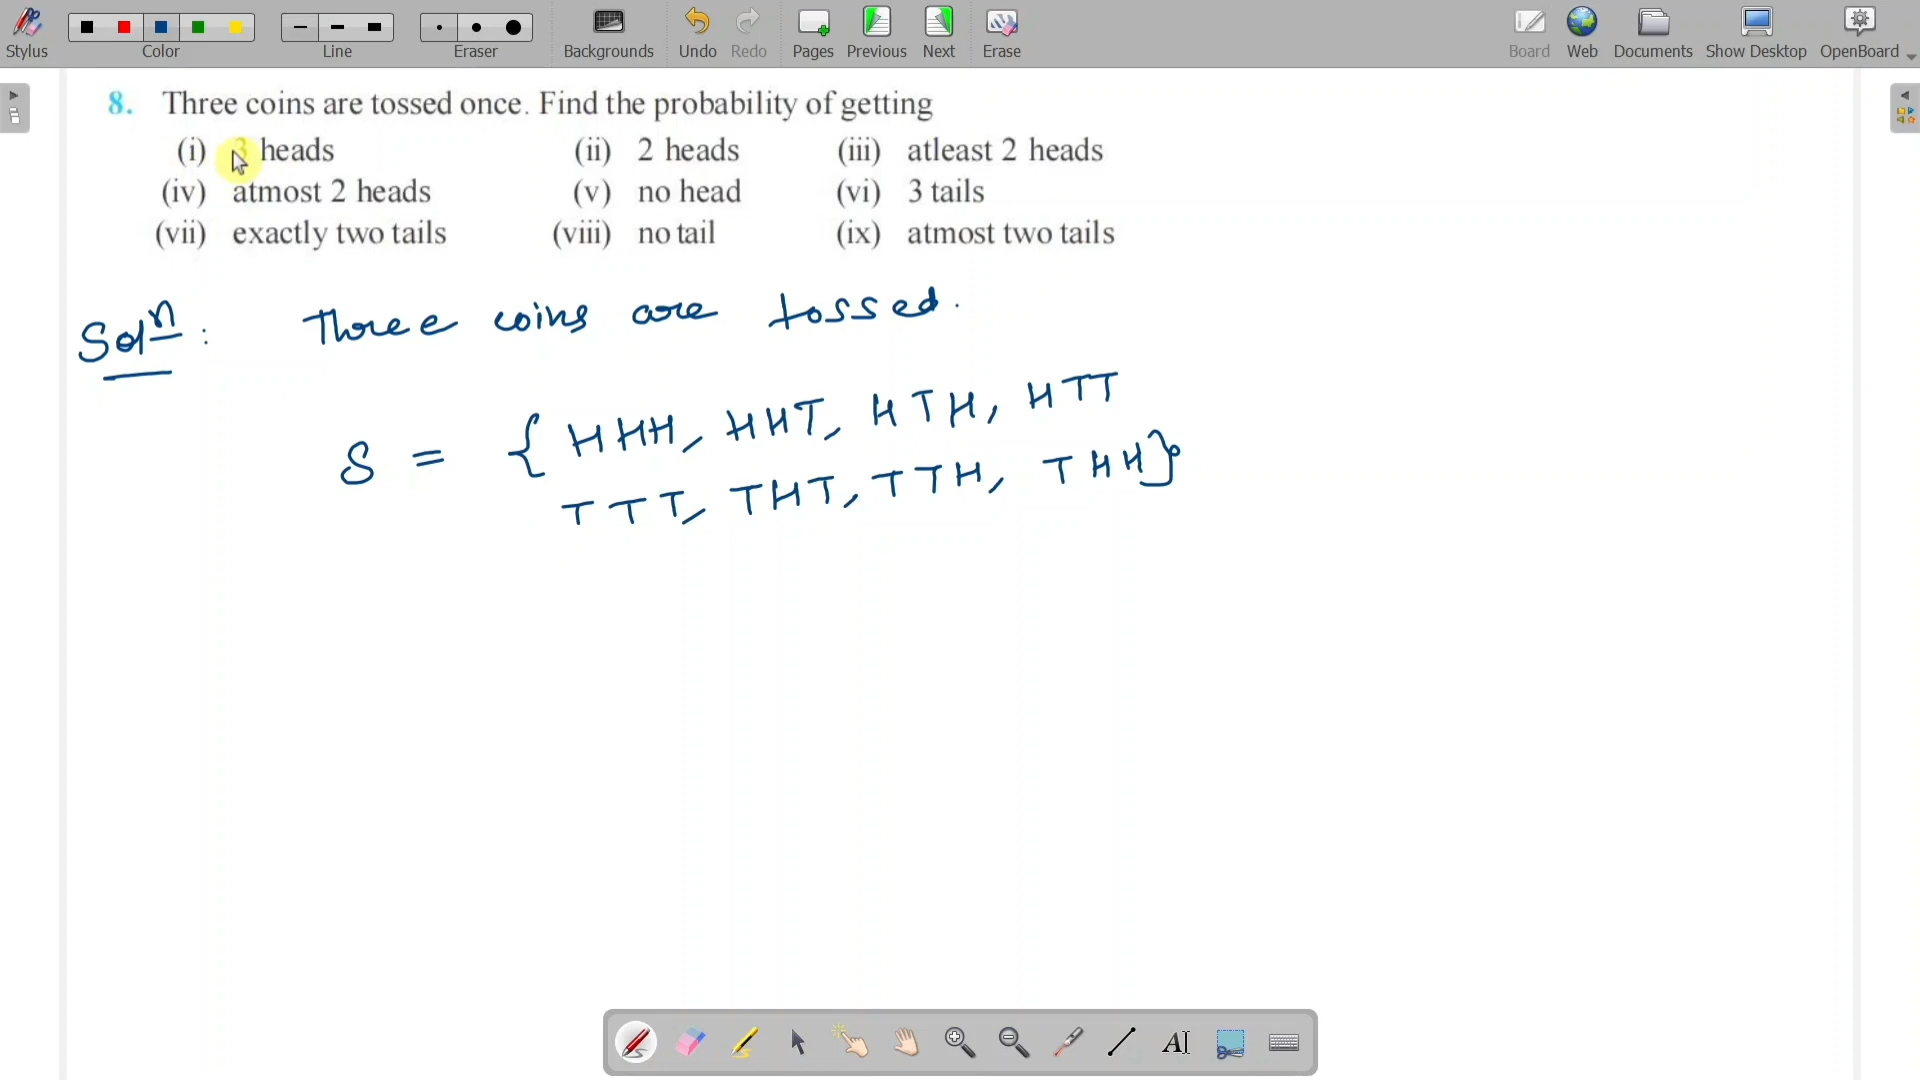 Stylus Color Line Eraser Backgrounds Undo Redo Pages Previous Next Erase Board Web Documents Show Desktop OpenBoard
8. Three coins are tossed once. Find the probability of getting
(i) 3 heads (ii) 2 heads (iii) atleast 2 heads
(iv) atmost 2 heads (v) no head (vi) 3 tails
(vii) exactly two tails (viii) no tail (ix) atmost two tails
Solⁿ : Three coins are tossed.
S = { HHH, HHT, HTH, HTT
TTT, THT, TTH, THH}
AI